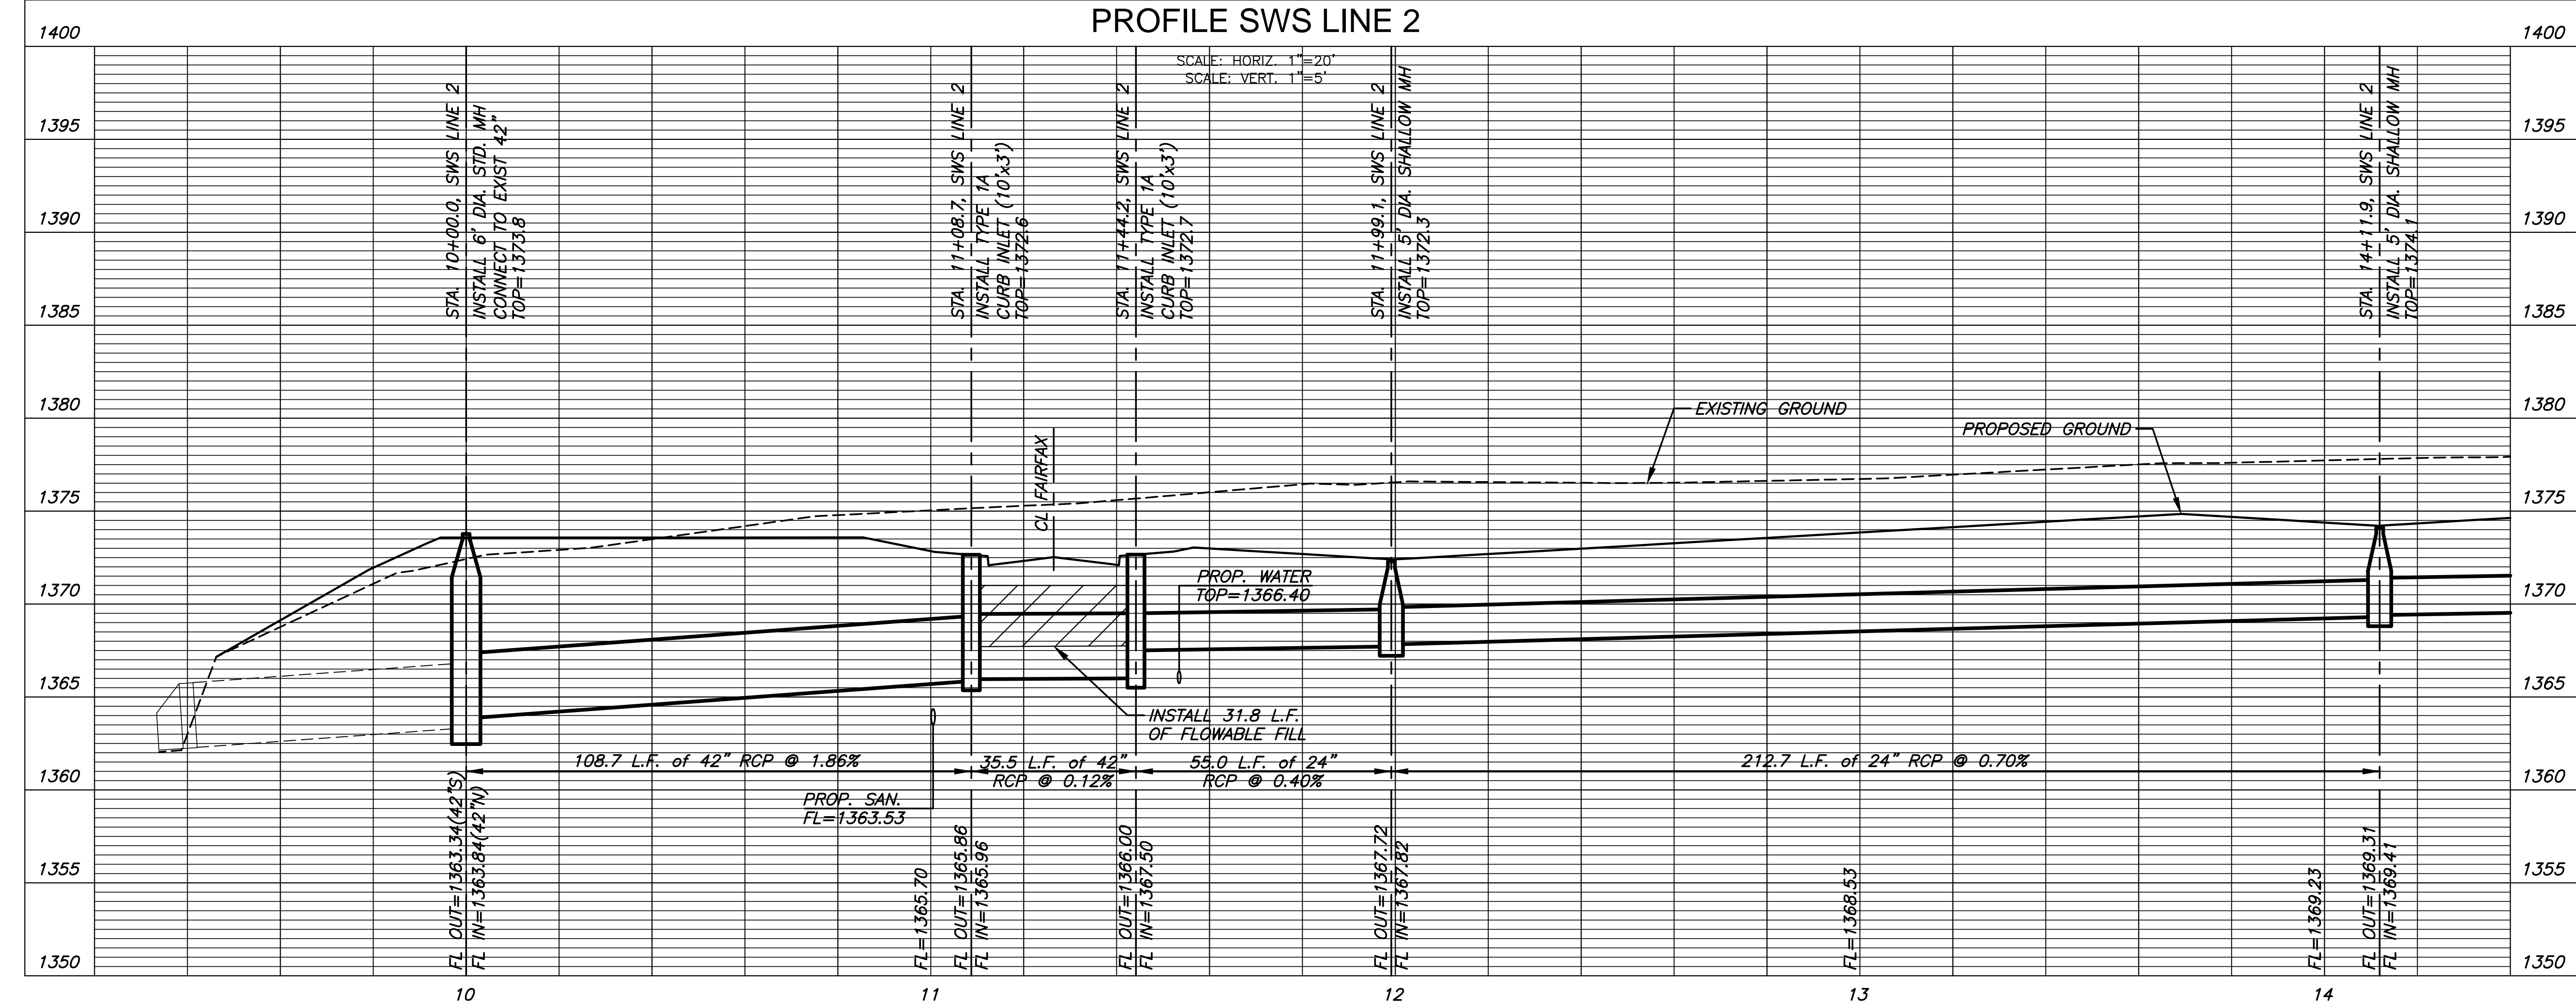 PROFILE SWS LINE 2
SCALE: HORIZ. 1"=20'
SCALE: VERT. 1"=5'
1400
1400
1395
1395
1390
1390
1385
1385
1380
1380
1375
1375
1370
1370
1365
1365
1360
1360
1355
1355
1350
1350
STA. 10+00.0, SWS LINE 2
INSTALL 6' DIA. STD. MH
CONNECT TO EXIST 42"
TOP=1373.8
STA. 11+08.7, SWS LINE 2
INSTALL TYPE 1A
CURB INLET (10'x3')
TOP=1372.6
STA. 11+44.2, SWS LINE 2
INSTALL TYPE 1A
CURB INLET (10'x3')
TOP=1372.7
STA. 11+99.1, SWS LINE 2
INSTALL 5' DIA. SHALLOW MH
TOP=1372.3
STA. 14+11.9, SWS LINE 2
INSTALL 5' DIA. SHALLOW MH
TOP=1374.1
EXISTING GROUND
PROPOSED GROUND
CL FAIRFAX
PROP. WATER
TOP=1366.40
INSTALL 31.8 L.F.
OF FLOWABLE FILL
108.7 L.F. of 42" RCP @ 1.86%
35.5 L.F. of 42"
RCP @ 0.12%
55.0 L.F. of 24"
RCP @ 0.40%
212.7 L.F. of 24" RCP @ 0.70%
PROP. SAN.
FL=1363.53
FL OUT=1363.34(42"S)
FL IN=1363.84(42"N)
FL=1365.70
FL OUT=1365.86
FL IN=1365.96
FL OUT=1366.00
FL IN=1367.50
FL OUT=1367.72
FL IN=1367.82
FL=1368.53
FL=1369.23
FL OUT=1369.31
FL IN=1369.41
10
11
12
13
14